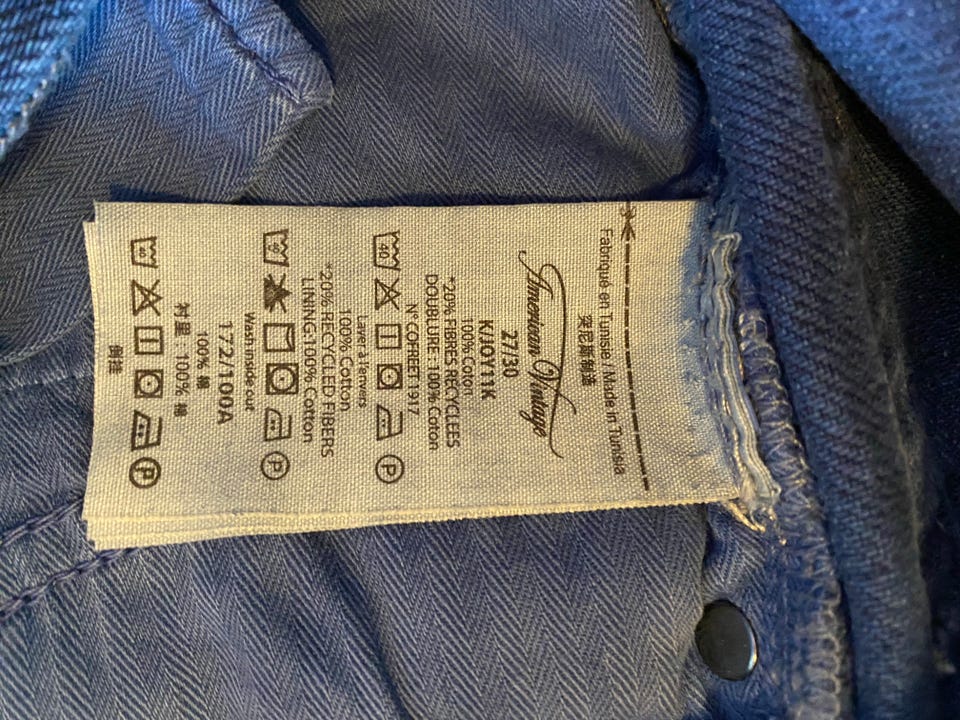 Fabriqué en Tunisie / Made in Tunisia
突尼斯制造
American Vintage
27/30
KJOY11K
100% Coton
*20% FIBRES RECYCLEES
DOUBLURE: 100% Coton
N° COFREET 1917
40 P
Laver à l'envers
100% Cotton
*20% RECYCLED FIBERS
LINING:100% Cotton
P
Wash inside out
172/100A
100% 棉
衬里:100% 棉
40 P